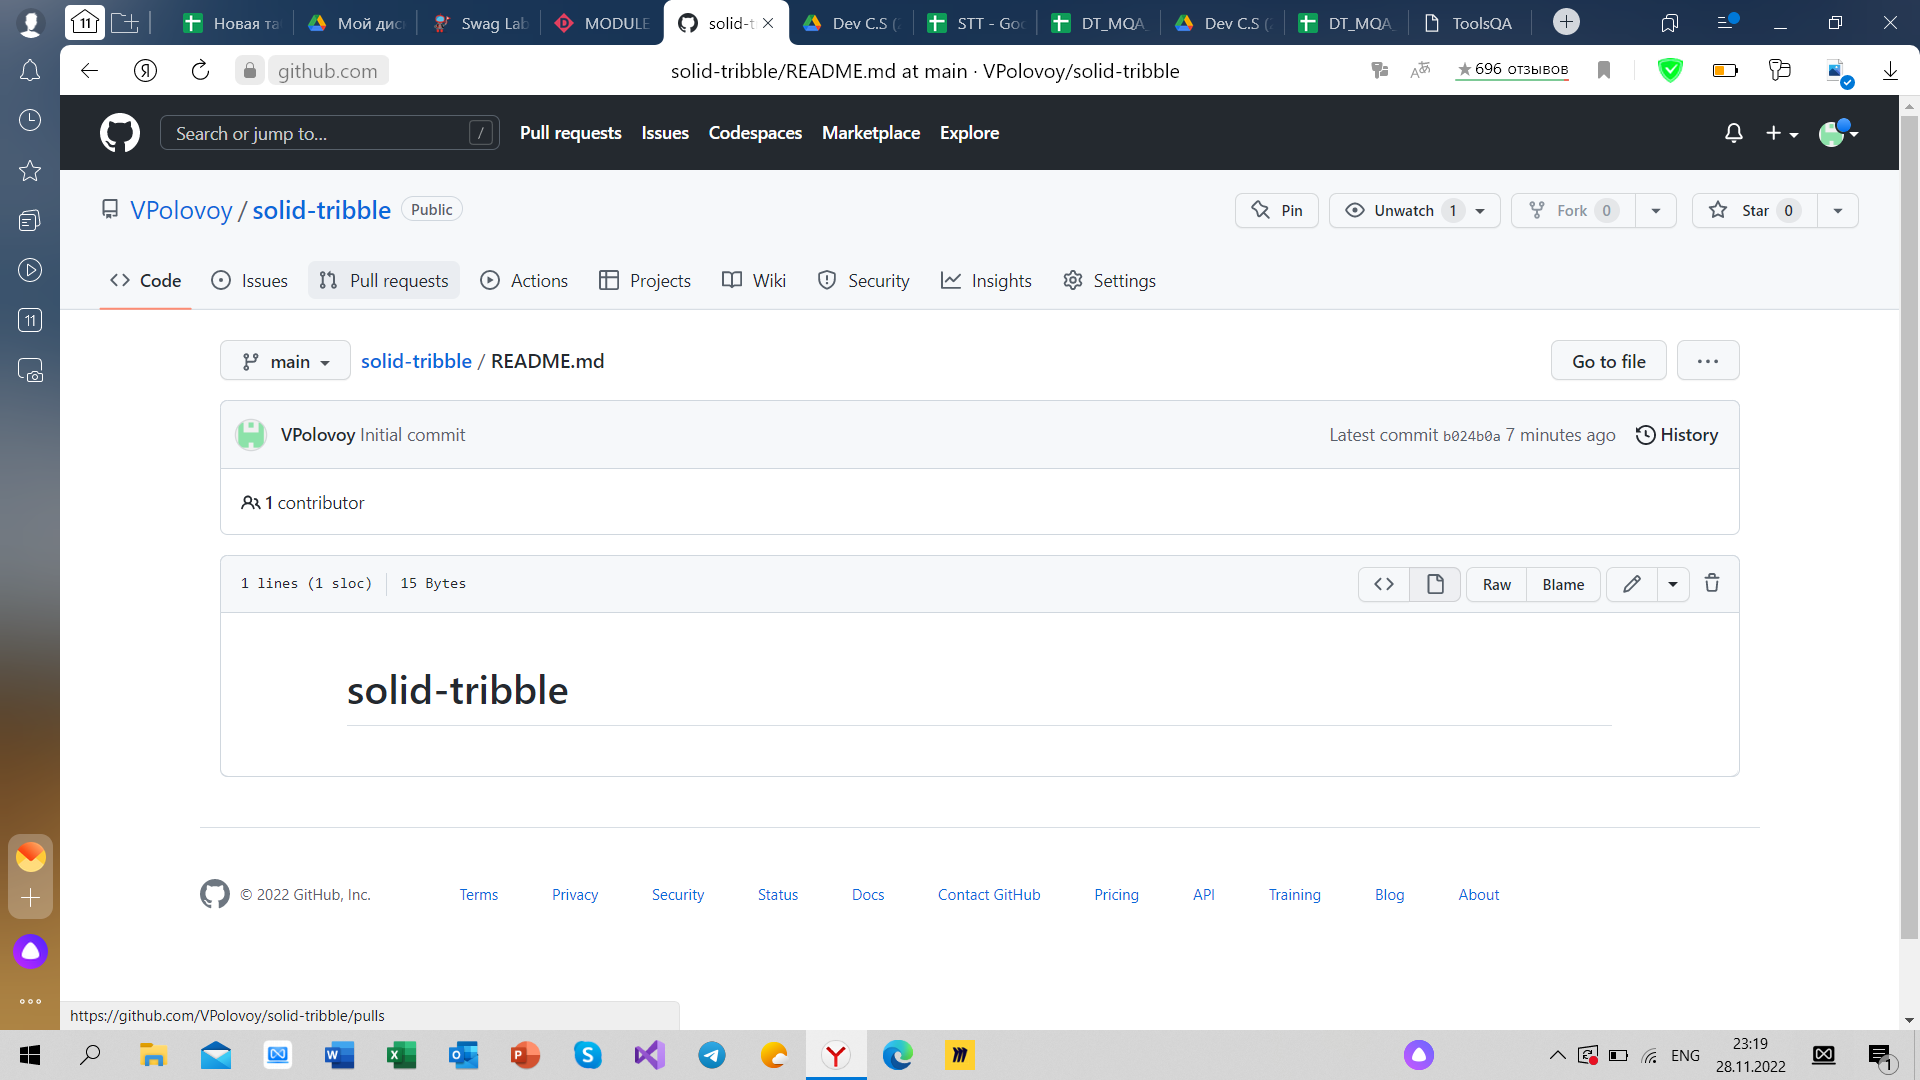 11 Новая та Мой дис Swag Lab MODULE solid-t Dev C.S ( STT - Goo DT_MQA_ Dev C.S ( DT_MQA_ ToolsQA
Я github.com solid-tribble/README.md at main · VPolovoy/solid-tribble ★696 отзывов
Search or jump to... / Pull requests Issues Codespaces Marketplace Explore
VPolovoy / solid-tribble Public Pin Unwatch 1 Fork 0 Star 0
Code Issues Pull requests Actions Projects Wiki Security Insights Settings
11
main solid-tribble / README.md Go to file ...
VPolovoy Initial commit Latest commit b024b0a 7 minutes ago History
1 contributor
1 lines (1 sloc) 15 Bytes <> Raw Blame
solid-tribble
© 2022 GitHub, Inc. Terms Privacy Security Status Docs Contact GitHub Pricing API Training Blog About
https://github.com/VPolovoy/solid-tribble/pulls
ENG 23:19
28.11.2022 1